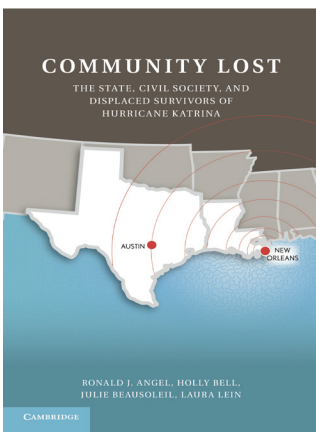 COMMUNITY LOST
THE STATE, CIVIL SOCIETY, AND
DISPLACED SURVIVORS OF
HURRICANE KATRINA
AUSTIN
NEW
ORLEANS
RONALD J. ANGEL, HOLLY BELL,
JULIE BEAUSOLEIL, LAURA LEIN
CAMBRIDGE